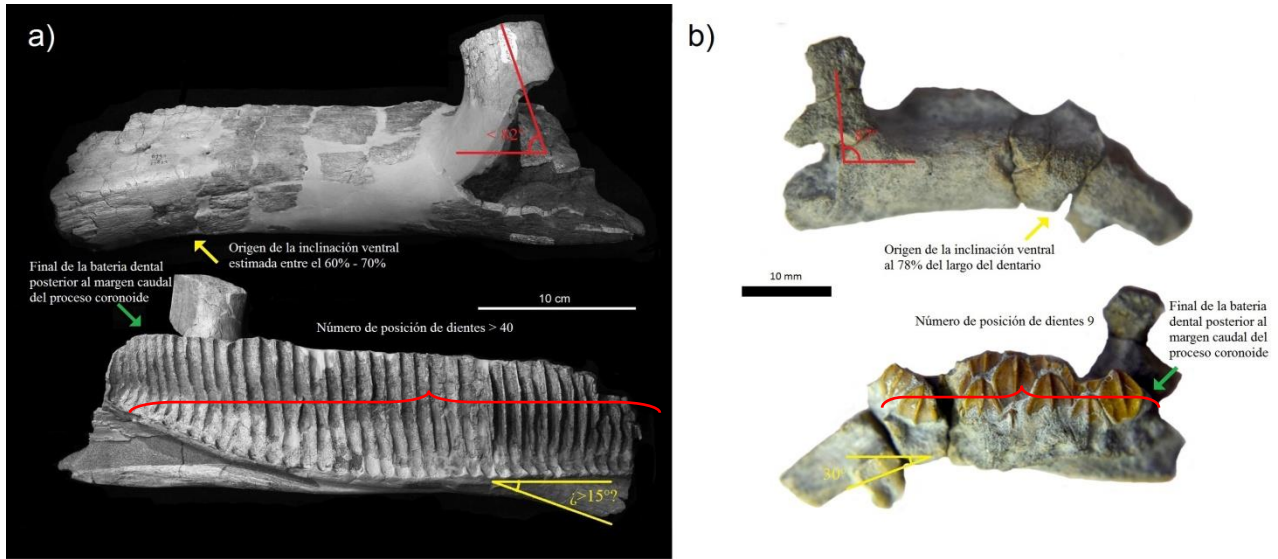 a)
< 82°
Origen de la inclinación ventral
estimada entre el 60% - 70%
Final de la bateria dental
posterior al margen caudal
del proceso coronoide
10 cm
Número de posición de dientes > 40
¿>15°?
b)
Origen de la inclinación ventral
al 78% del largo del dentario
10 mm
Número de posición de dientes 9
Final de la bateria
dental posterior al
margen caudal del
proceso coronoide
30°